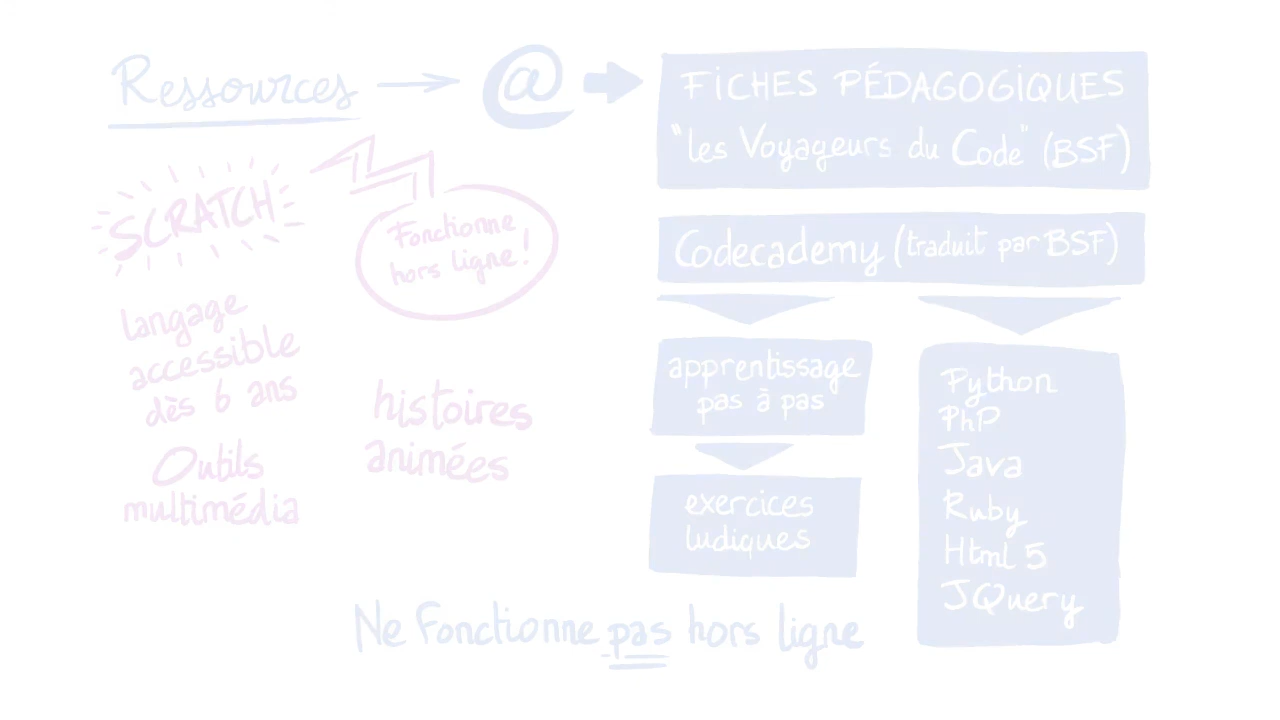 Ressources
@
FICHES PÉDAGOGIQUES
"les Voyageurs du Code" (BSF)
SCRATCH
Fonctionne
hors ligne!
langage
accessible
dès 6 ans
Outils
multimédia
histoires
animées
Codecademy (traduit par BSF)
apprentissage
pas à pas
exercices
ludiques
Python
PhP
Java
Ruby
Html 5
JQuery
Ne Fonctionne pas hors ligne